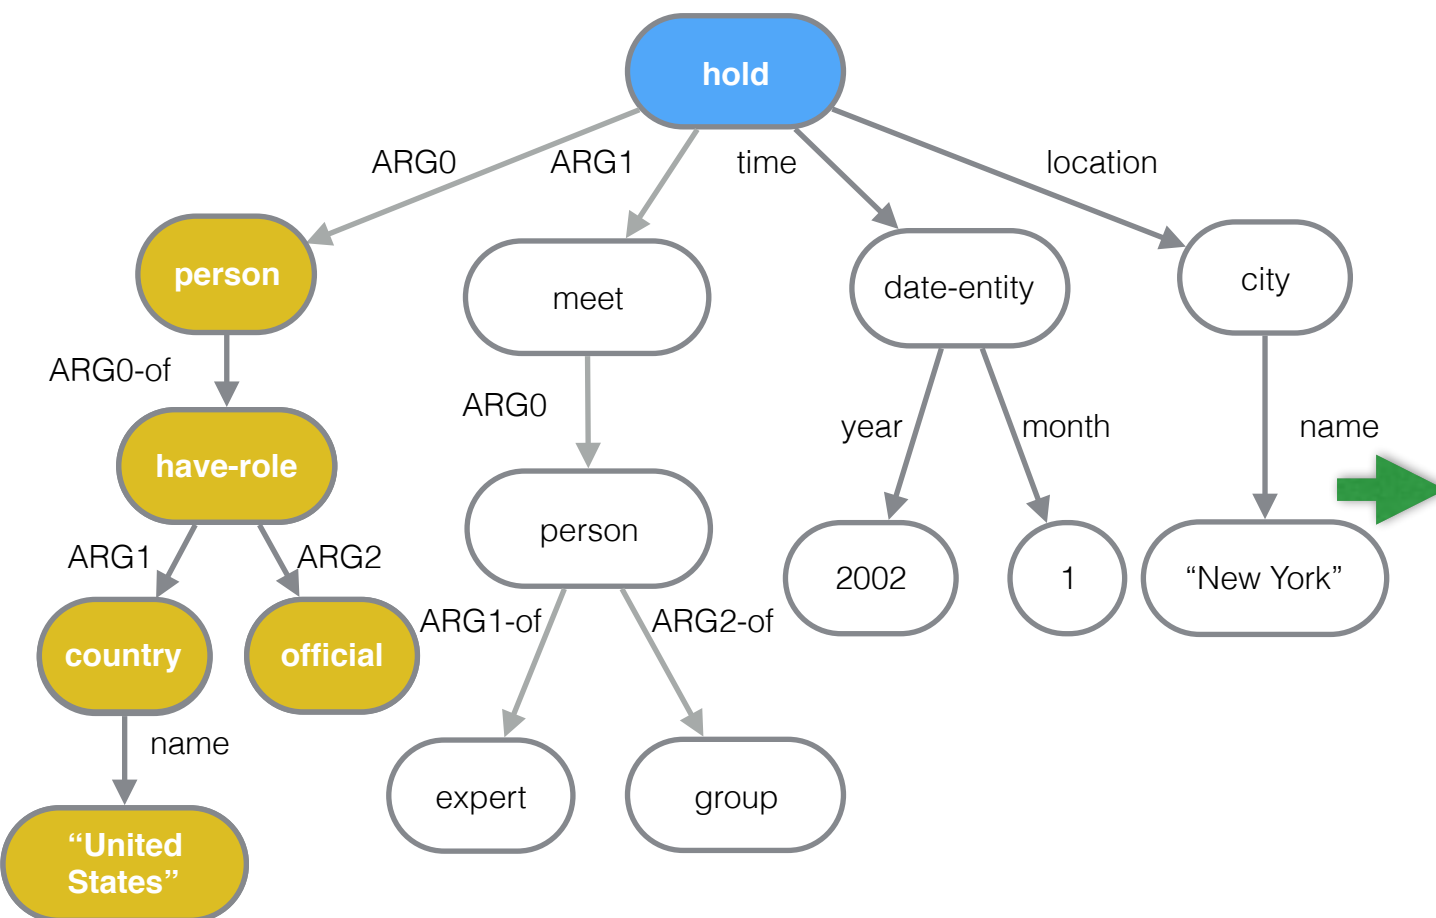 hold
ARG0
ARG1
time
location
person
meet
date-entity
city
ARG0-of
ARG0
year
month
name
have-role
person
ARG1
ARG2
2002
1
“New York”
country
official
ARG1-of
ARG2-of
name
expert
group
“United
States”